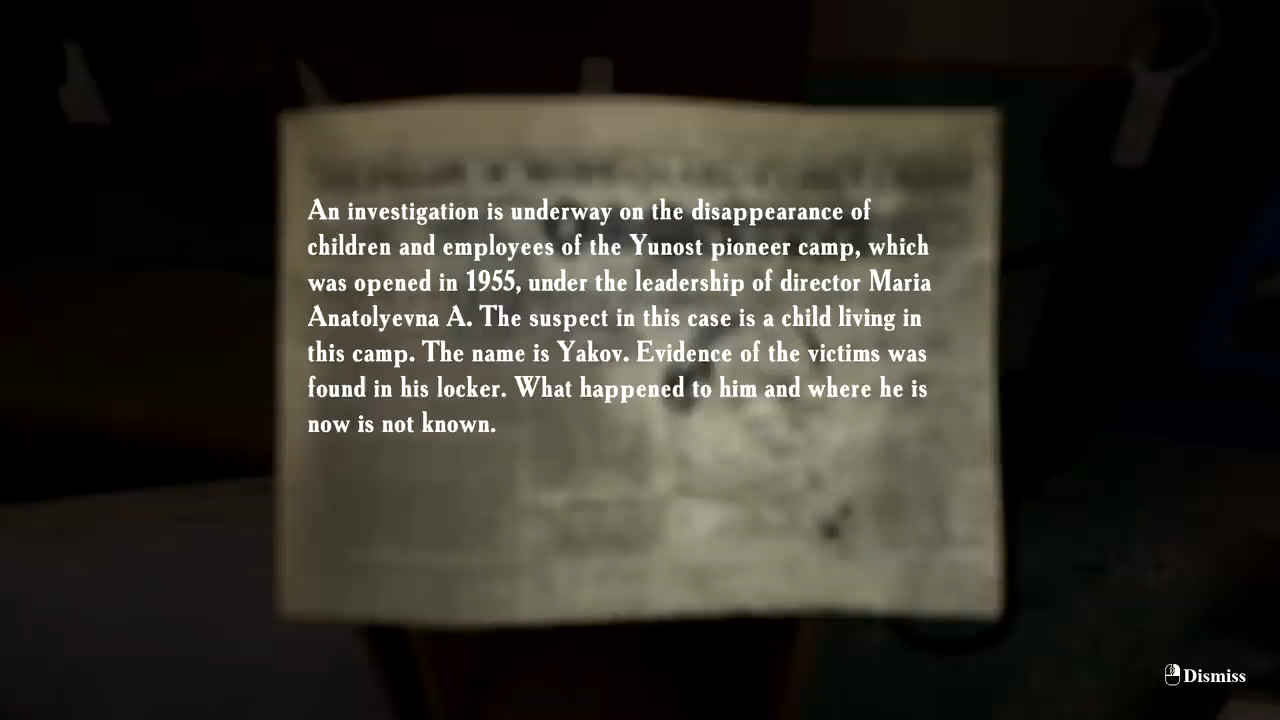 An investigation is underway on the disappearance of
children and employees of the Yunost pioneer camp, which
was opened in 1955, under the leadership of director Maria
Anatolyevna A. The suspect in this case is a child living in
this camp. The name is Yakov. Evidence of the victims was
found in his locker. What happened to him and where he is
now is not known.
Dismiss